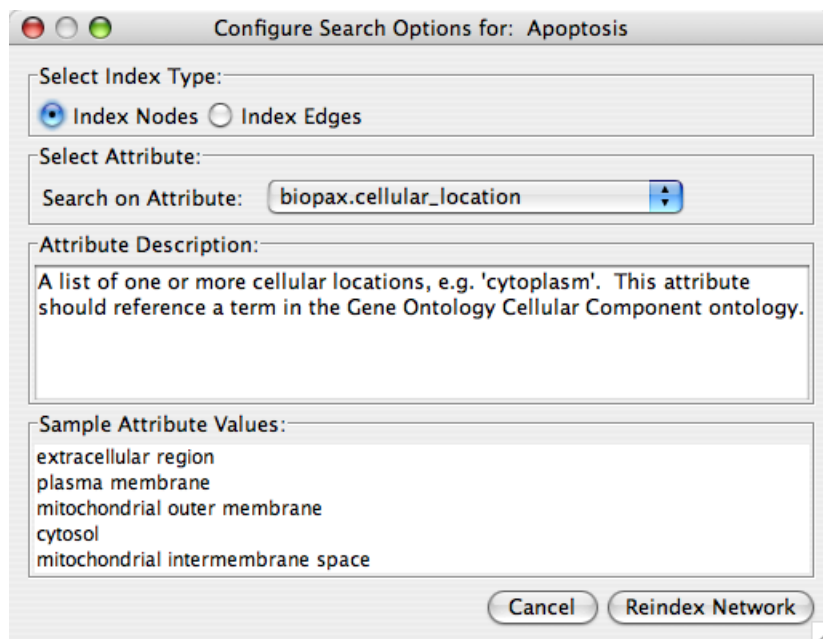 Configure Search Options for: Apoptosis
Select Index Type:
Index Nodes Index Edges
Select Attribute:
Search on Attribute: biopax.cellular_location
Attribute Description:
A list of one or more cellular locations, e.g. 'cytoplasm'. This attribute
should reference a term in the Gene Ontology Cellular Component ontology.
Sample Attribute Values:
extracellular region
plasma membrane
mitochondrial outer membrane
cytosol
mitochondrial intermembrane space
Cancel Reindex Network